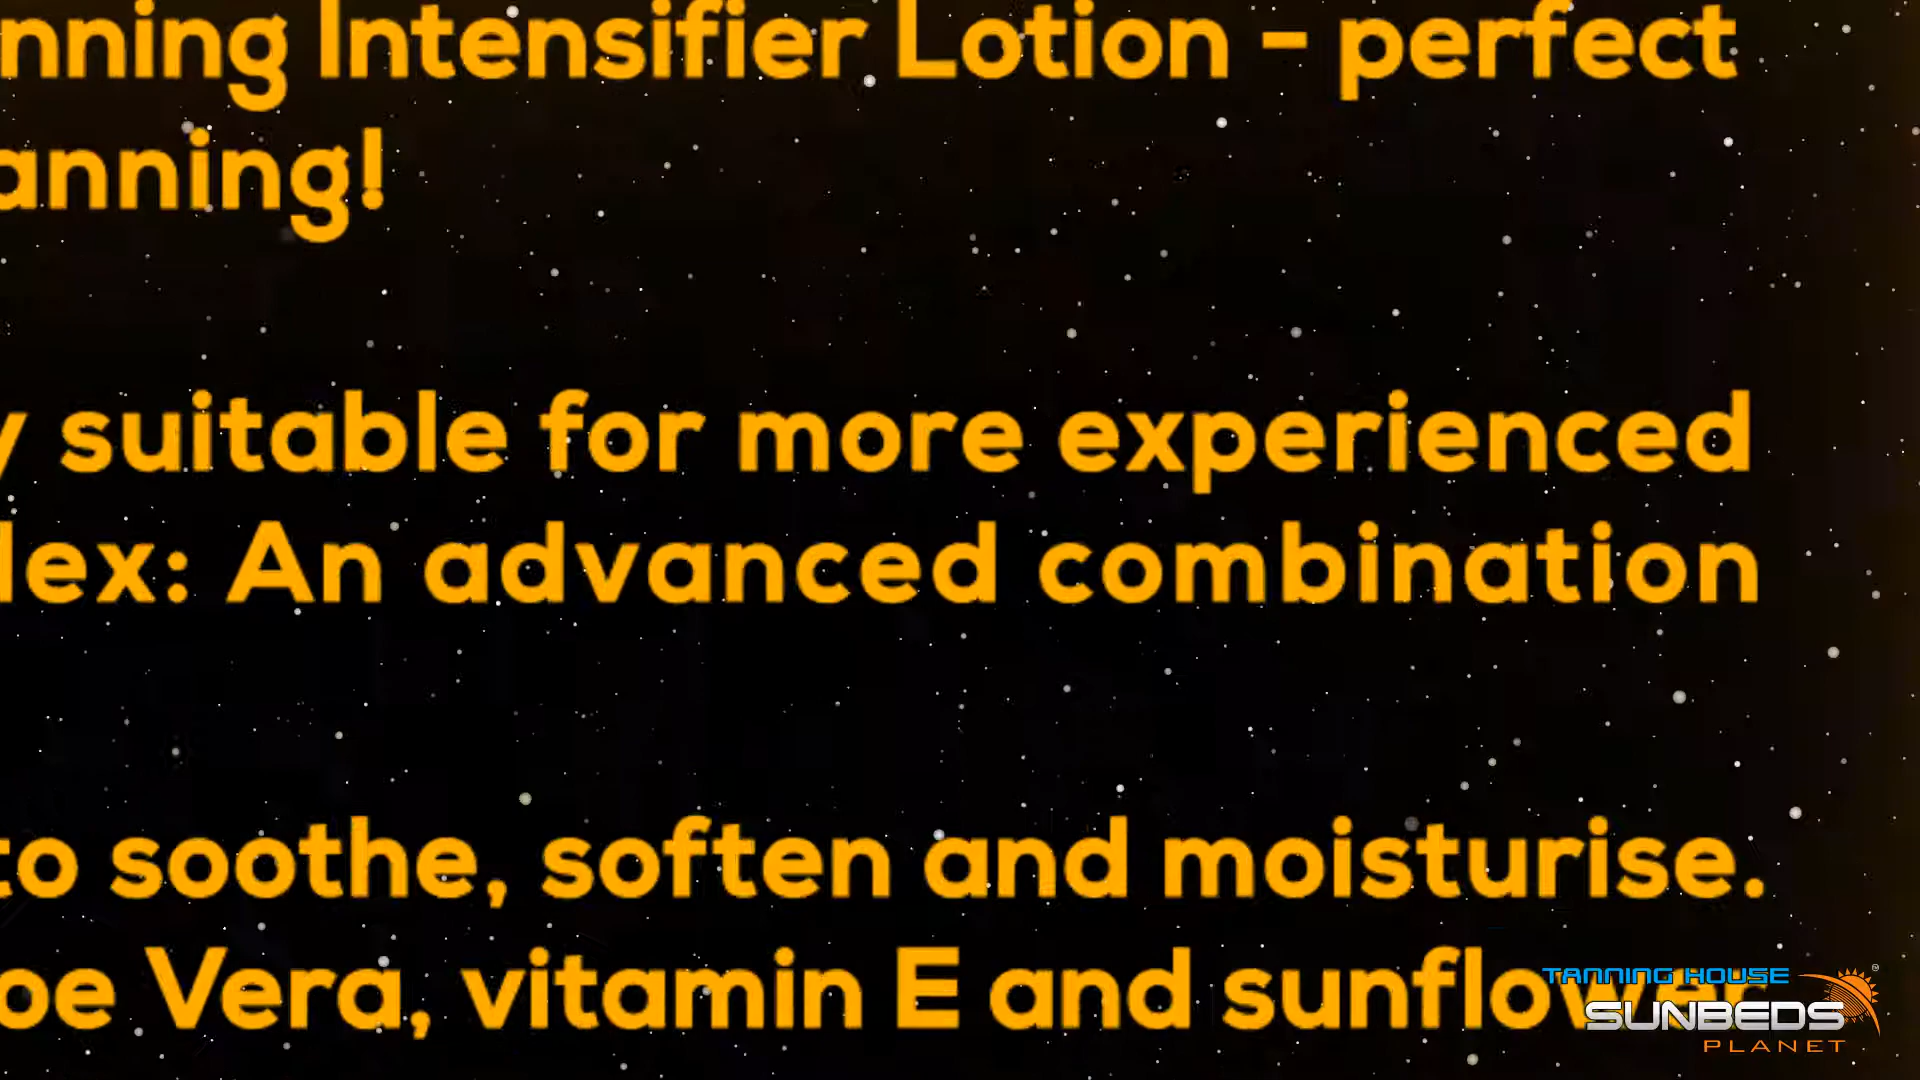 nning Intensifier Lotion - perfect
anning!
y suitable for more experienced
lex: An advanced combination
to soothe, soften and moisturise.
oe Vera, vitamin E and sunflower
TANNING HOUSE
SUNBEDS
PLANET